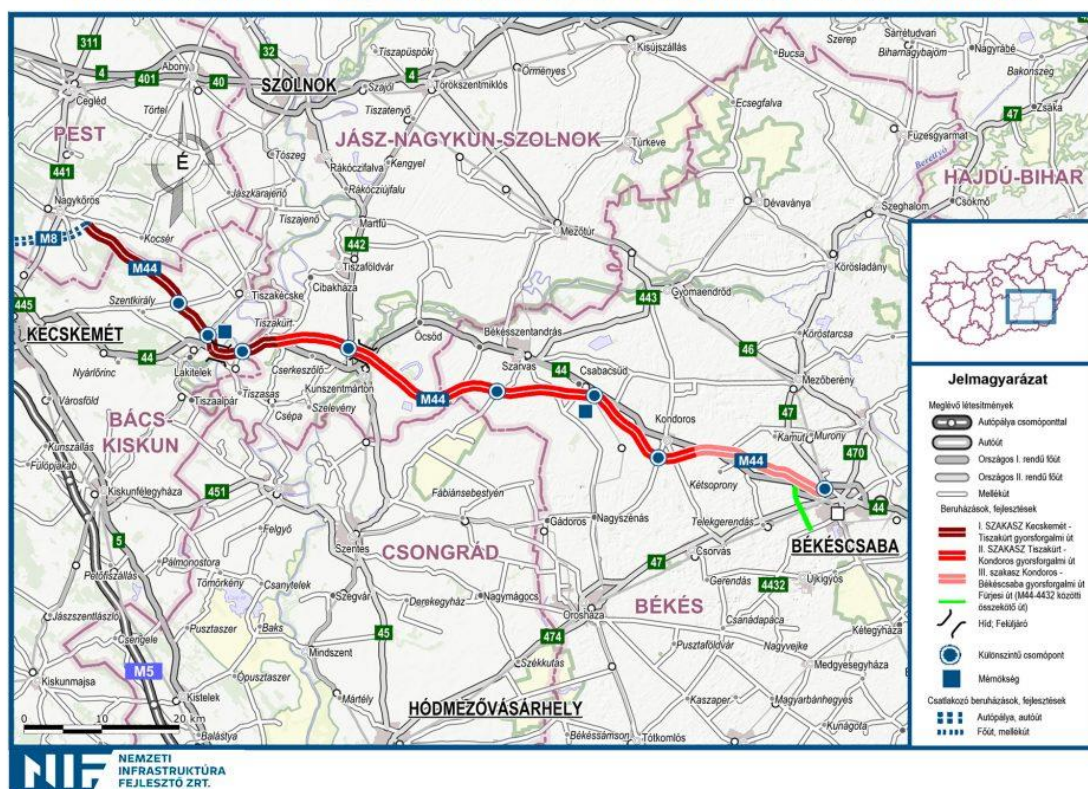 311
32
4
401
40
Abony
SZOLNOK
Tiszapüspöki
4
Szajol
Törökszentmiklós
Kisújszállás
Örményes
Bucsa
Szerep
Sárrétudvari
Biharnagybajom
Nagyrábé
Bakonszeg
Zsáka
47
Cegléd
Törtel
Tiszatenyő
Ecsegfalva
Füzesgyarmat
Berettyó
PEST
JÁSZ-NAGYKUN-SZOLNOK
Túrkeve
É
Kőröstetétlen
Tószeg
Rákóczifalva
Kengyel
Rákócziújfalu
HAJDÚ-BIHAR
441
Jászkarajenő
Csökmő
Nagykőrös
Tiszajenő
Martfű
Mezőtúr
Dévaványa
Szeghalom
M8
Kocsér
442
M44
Tiszaföldvár
Körösladány
Szentkirály
Tiszakécske
Cibakháza
443
Gyomaendrőd
445
Tiszakürt
Öcsöd
Békésszentandrás
Köröstarcsa
KECSKEMÉT
44
Nyárlőrinc
Lakitelek
Cserkeszőlő
Szarvas
44
46
Kunszentmárton
Csabacsűd
Mezőberény
Városföld
Tiszaalpár
Tiszasás
Csépa
Szelevény
M44
47
BÁCS-
KISKUN
Kondoros
Kamut
Murony
470
Kunszállás
Fülöpjakab
M44
Kiskunfélegyháza
451
Fábiánsebestyén
Kétsoprony
44
Felgyő
Gádoros
Nagyszénás
Telekgerendás
5
Szentes
CSONGRÁD
BÉKÉSCSABA
Pálmonostora
47
Csorvás
Petőfiszállás
Tömörkény
Csanytelek
Gerendás
4432
Újkígyós
Szegvár
Derekegyház
Nagymágocs
Orosháza
BÉKÉS
Jászszentlászló
Pusztaszer
Baks
45
Csanádapáca
Kétegyháza
Csengele
Mindszent
474
Pusztaföldvár
Nagyvejke
M5
Ópusztaszer
Székkutas
Medgyesegyháza
Kiskunmajsa
Kistelek
Mártély
HÓDMEZŐVÁSÁRHELY
Kaszaper
Magyarbánhegyes
0 10 20 km
Kunágota
Balástya
Békéssámson
Tótkomlós
Jelmagyarázat
Meglévő létesítmények
Autópálya csomóponttal
Autóút
Országos I. rendű főút
Országos II. rendű főút
Mellékút
Beruházások, fejlesztések
I. SZAKASZ Kecskemét -
Tiszakürt gyorsforgalmi út
II. SZAKASZ Tiszakürt -
Kondoros gyorsforgalmi út
III. szakasz Kondoros -
Békéscsaba gyorsforgalmi út
Fürjesi út (M44-4432 közötti
összekötő út)
Híd; Felüljáró
Különszintű csomópont
Mérnökség
Csatlakozó beruházások, fejlesztések
Autópálya, autóút
Főút, mellékút
NIF
NEMZETI
INFRASTRUKTÚRA
FEJLESZTŐ ZRT.